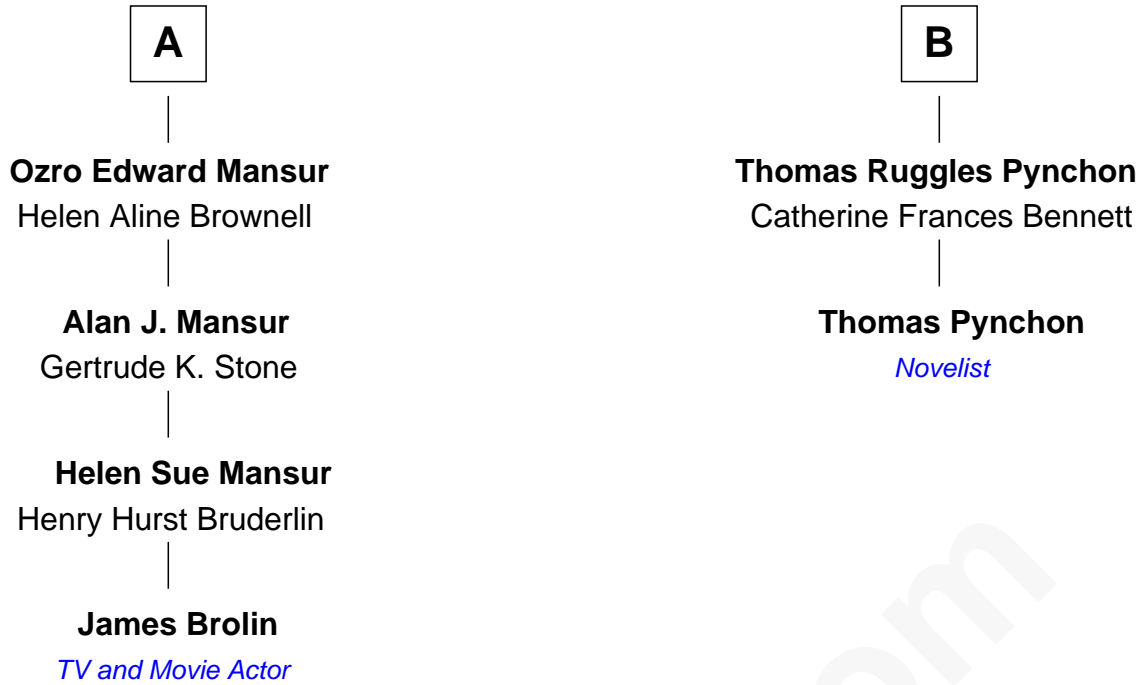 A
Ozro Edward Mansur
Helen Aline Brownell
Alan J. Mansur
Gertrude K. Stone
Helen Sue Mansur
Henry Hurst Bruderlin
James Brolin
TV and Movie Actor
B
Thomas Ruggles Pynchon
Catherine Frances Bennett
Thomas Pynchon
Novelist
om